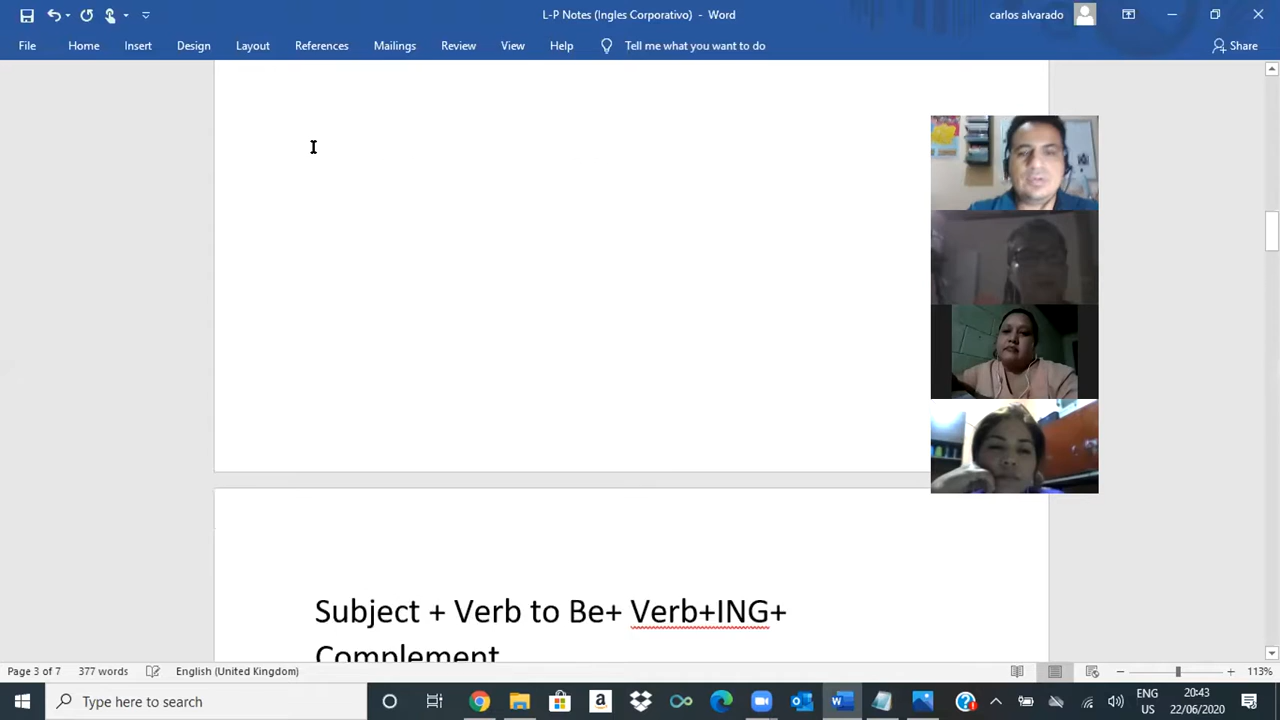 L-P Notes (Ingles Corporativo) - Word
carlos alvarado
File Home Insert Design Layout References Mailings Review View Help Tell me what you want to do Share
Subject + Verb to Be+ Verb+ING+
Complement
Page 3 of 7 377 words English (United Kingdom) 113%
Type here to search
ENG
US
20:43
22/06/2020